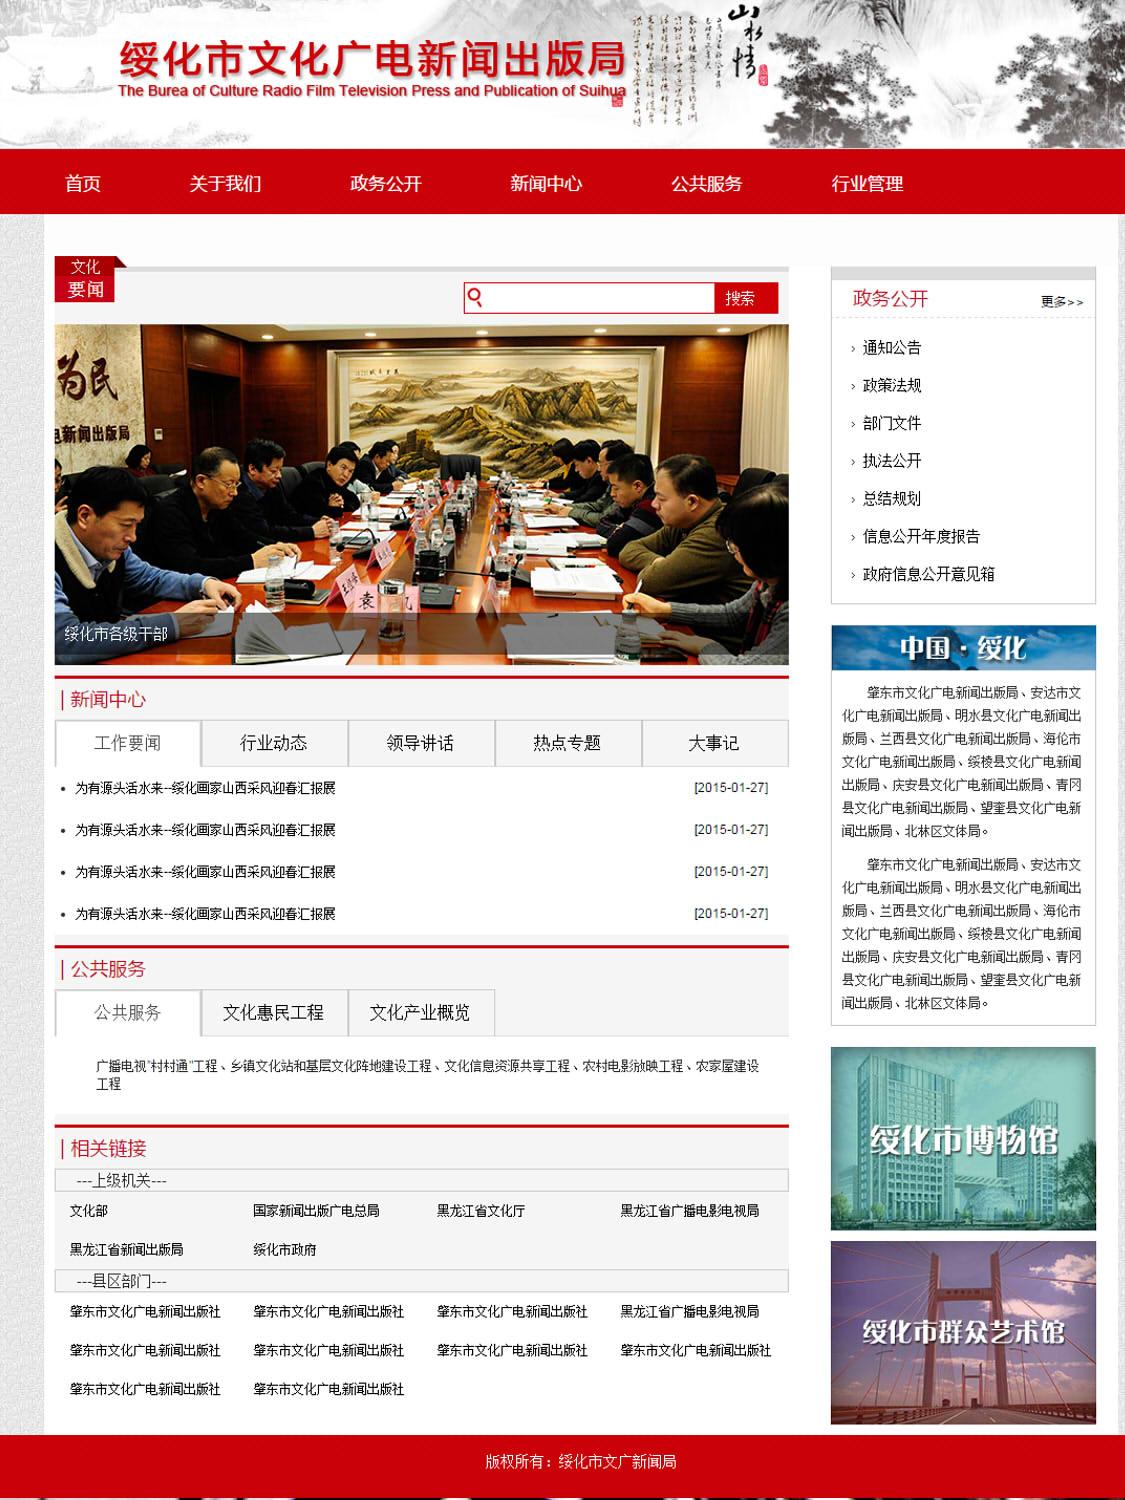 绥化市文化广电新闻出版局
The Burea of Culture Radio Film Television Press and Publication of Suihua
山水情
首页 关于我们 政务公开 新闻中心 公共服务 行业管理
文化
要闻
搜索
为民
电新闻出版局
绥化市各级干部
新闻中心
工作要闻 行业动态 领导讲话 热点专题 大事记
为有源头活水来--绥化画家山西采风迎春汇报展 [2015-01-27]
为有源头活水来--绥化画家山西采风迎春汇报展 [2015-01-27]
为有源头活水来--绥化画家山西采风迎春汇报展 [2015-01-27]
为有源头活水来--绥化画家山西采风迎春汇报展 [2015-01-27]
公共服务
公共服务 文化惠民工程 文化产业概览
广播电视"村村通"工程、乡镇文化站和基层文化阵地建设工程、文化信息资源共享工程、农村电影放映工程、农家屋建设
工程
相关链接
---上级机关---
文化部 国家新闻出版广电总局 黑龙江省文化厅 黑龙江省广播电影电视局
黑龙江省新闻出版局 绥化市政府
---县区部门---
肇东市文化广电新闻出版社 肇东市文化广电新闻出版社 肇东市文化广电新闻出版社 黑龙江省广播电影电视局
肇东市文化广电新闻出版社 肇东市文化广电新闻出版社 肇东市文化广电新闻出版社 肇东市文化广电新闻出版社
肇东市文化广电新闻出版社 肇东市文化广电新闻出版社
政务公开 更多>>
通知公告
政策法规
部门文件
执法公开
总结规划
信息公开年度报告
政府信息公开意见箱
中国·绥化
肇东市文化广电新闻出版局、安达市文
化广电新闻出版局、明水县文化广电新闻出
版局、兰西县文化广电新闻出版局、海伦市
文化广电新闻出版局、绥棱县文化广电新闻
出版局、庆安县文化广电新闻出版局、青冈
县文化广电新闻出版局、望奎县文化广电新
闻出版局、北林区文体局。
肇东市文化广电新闻出版局、安达市文
化广电新闻出版局、明水县文化广电新闻出
版局、兰西县文化广电新闻出版局、海伦市
文化广电新闻出版局、绥棱县文化广电新闻
出版局、庆安县文化广电新闻出版局、青冈
县文化广电新闻出版局、望奎县文化广电新
闻出版局、北林区文体局。
绥化市博物馆
绥化市群众艺术馆
版权所有：绥化市文广新闻局